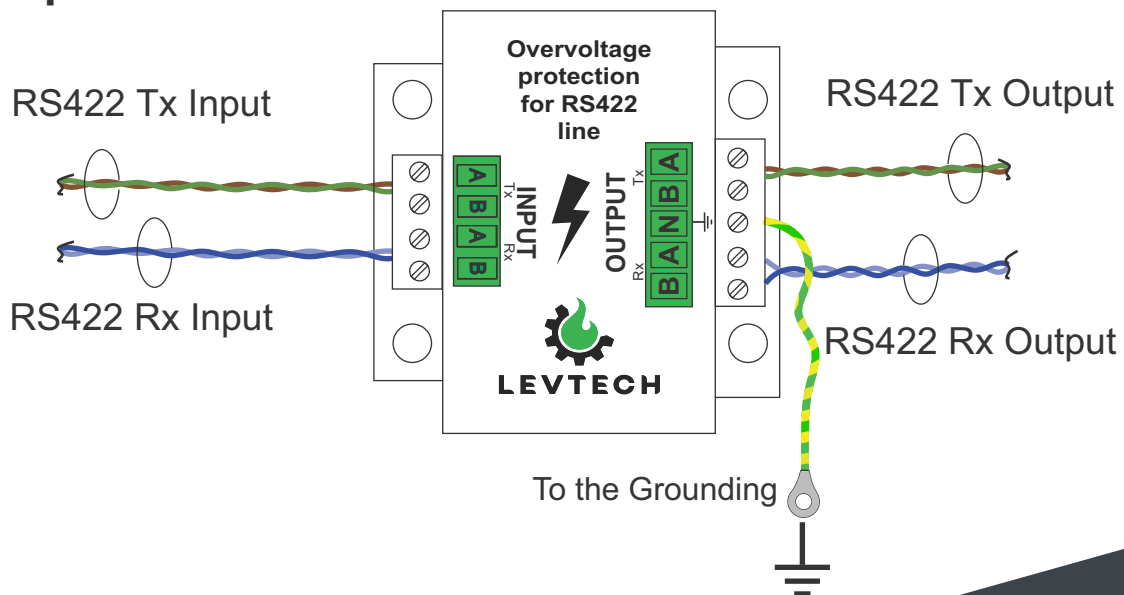 Overvoltage
protection
for RS422
line
RS422 Tx Input
RS422 Tx Output
A
B
A
B
Tx
Rx
INPUT
OUTPUT
Tx
Rx
A
B
N
A
B
RS422 Rx Input
RS422 Rx Output
LEVTECH
To the Grounding